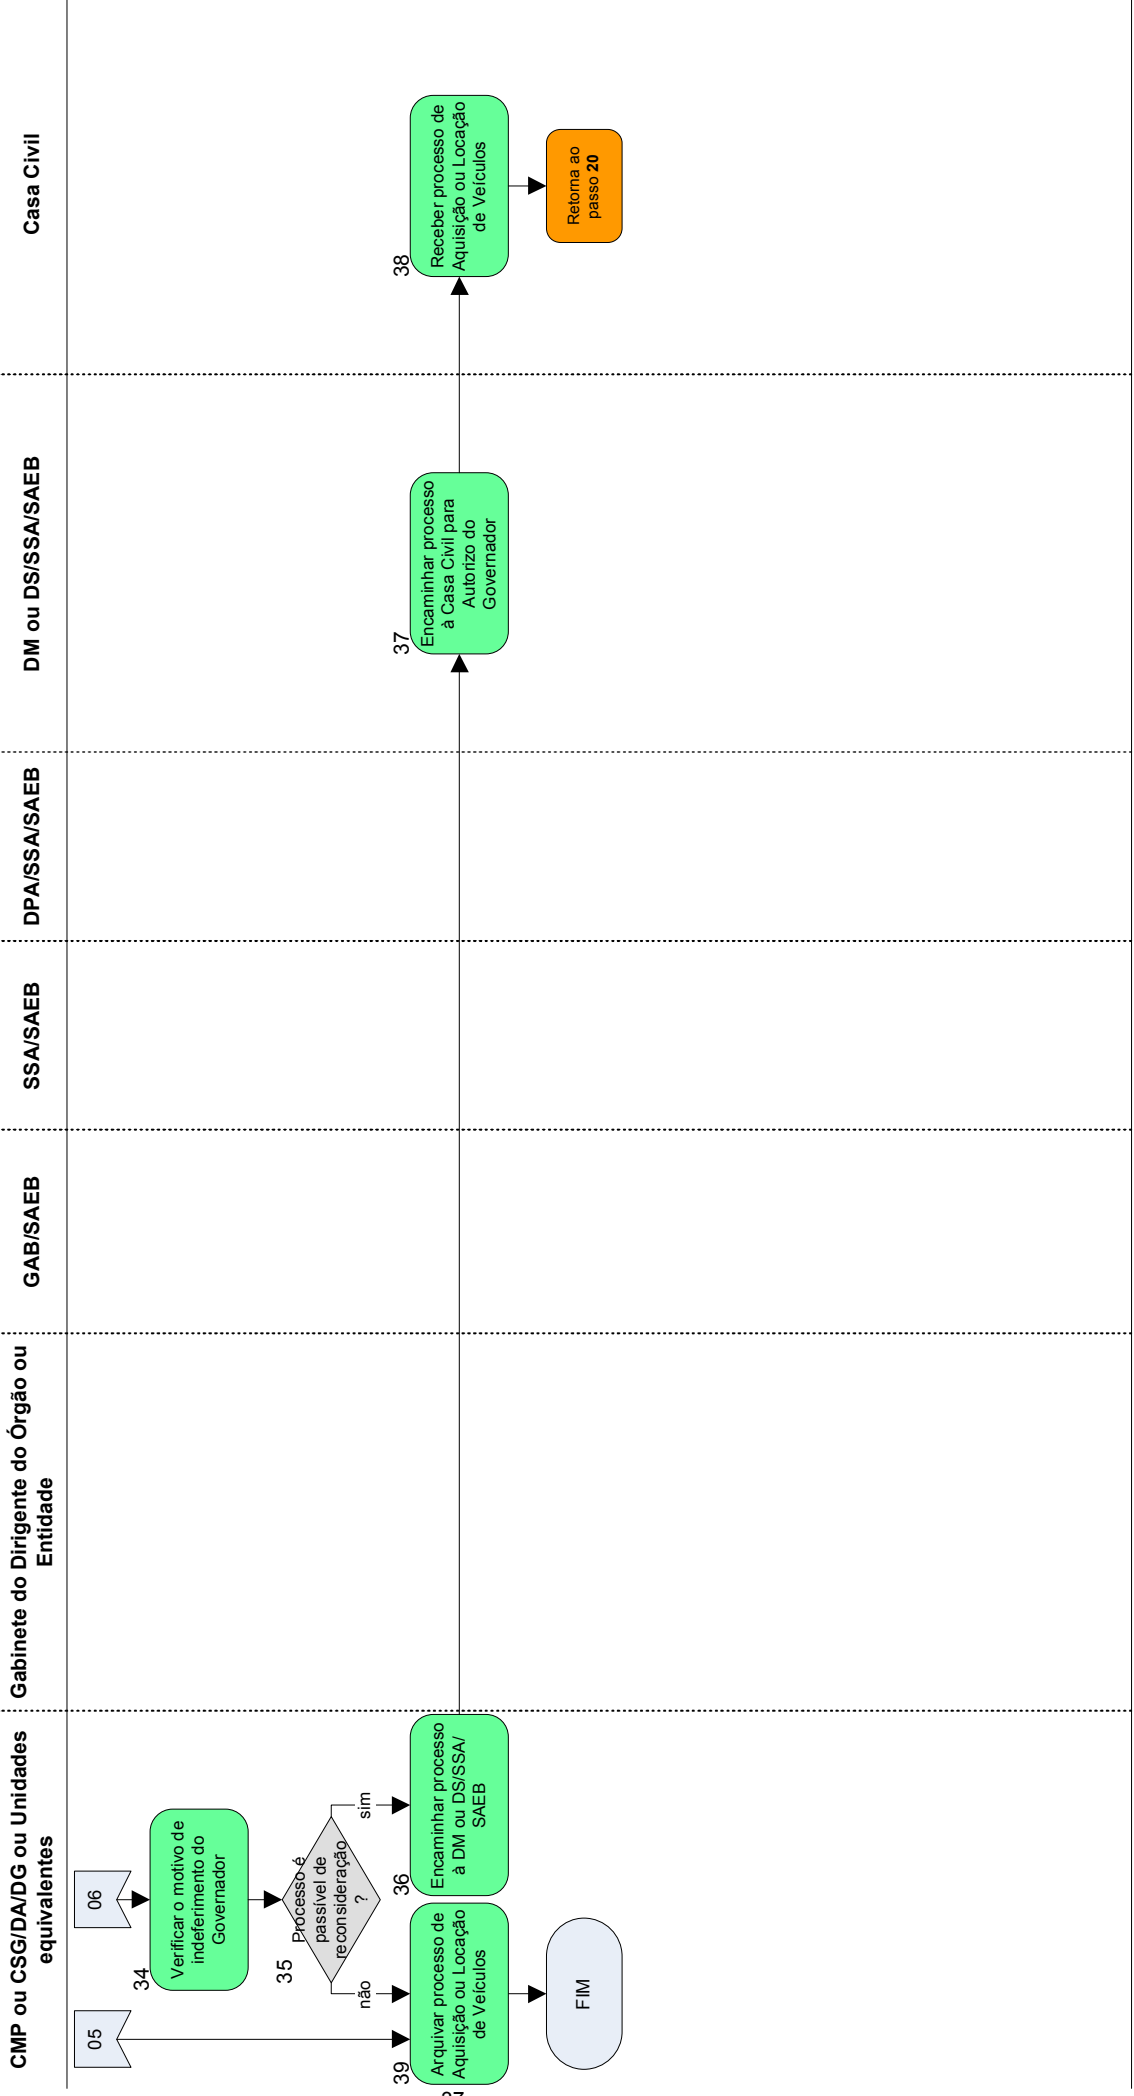 CMP ou CSG/DA/DG ou Unidades
equivalentes
Gabinete do Dirigente do Órgão ou
Entidade
GAB/SAEB
SSA/SAEB
DPA/SSA/SAEB
DM ou DS/SSA/SAEB
Casa Civil
05
06
34
Verificar o motivo de
indeferimento do
Governador
35
Processo é
passível de
reconsideração
?
não
sim
39
Arquivar processo de
Aquisição ou Locação
de Veículos
36
Encaminhar processo
à DM ou DS/SSA/
SAEB
37
Encaminhar processo
à Casa Civil para
Autorizo do
Governador
38
Receber processo de
Aquisição ou Locação
de Veículos
FIM
Retorna ao
passo 20